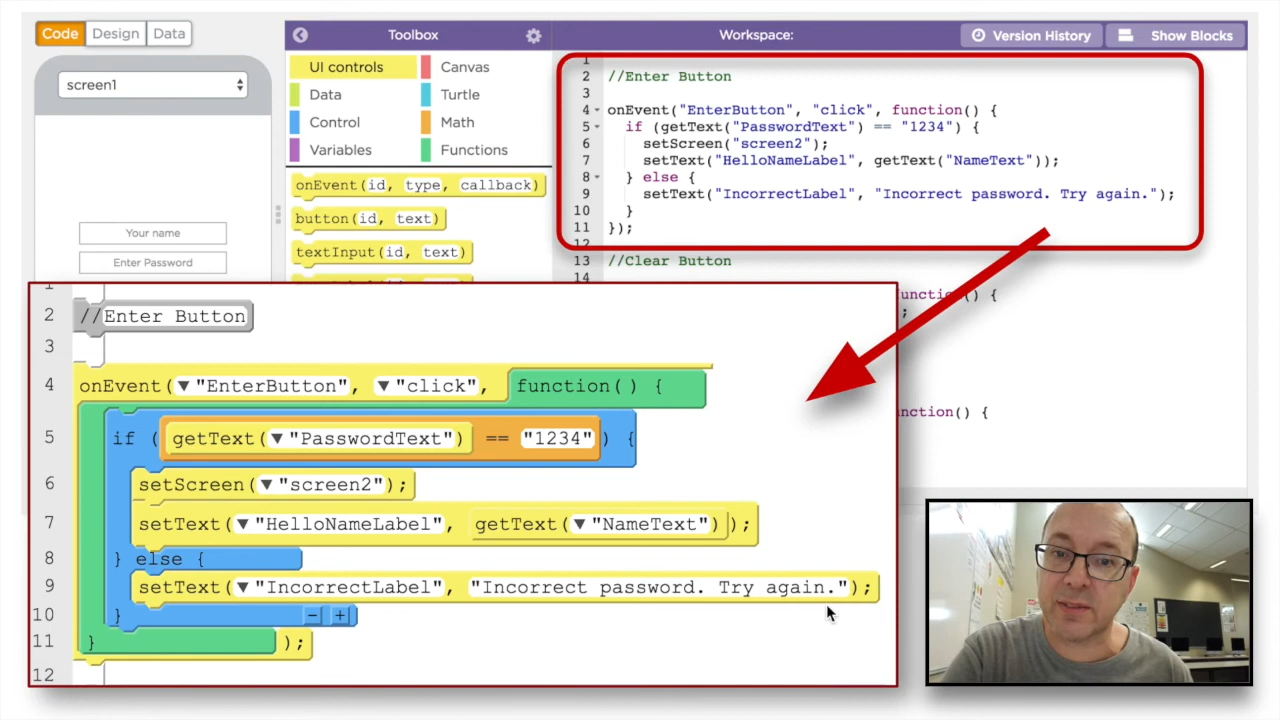 Code Design Data
screen1
Your name
Enter Password
Toolbox
UI controls
Canvas
Data
Turtle
Control
Math
Variables
Functions
onEvent(id, type, callback)
button(id, text)
textInput(id, text)
Workspace:
Version History
Show Blocks
1
2 //Enter Button
3
4 onEvent("EnterButton", "click", function() {
5 if (getText("PasswordText") == "1234") {
6 setScreen("screen2");
7 setText("HelloNameLabel", getText("NameText"));
8 } else {
9 setText("IncorrectLabel", "Incorrect password. Try again.");
10 }
11 });
12
13 //Clear Button
14
function() {
;
function() {
1
2 //Enter Button
3
4 onEvent(▼"EnterButton", ▼"click", function() {
5 if (getText(▼"PasswordText") == "1234") {
6 setScreen(▼"screen2");
7 setText(▼"HelloNameLabel", getText(▼"NameText"));
8 } else {
9 setText(▼"IncorrectLabel", "Incorrect password. Try again.");
10 } − +
11 } );
12